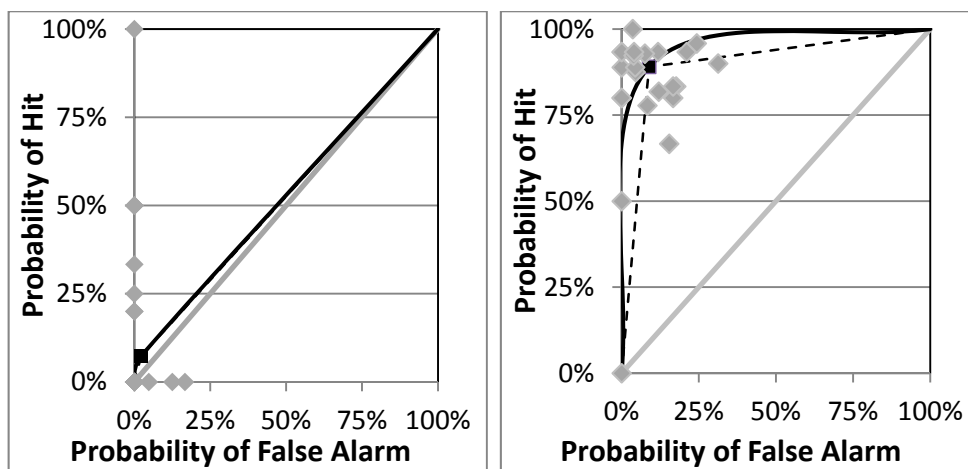 100%
75%
50%
25%
0%
Probability of Hit
0% 25% 50% 75% 100%
Probability of False Alarm
100%
75%
50%
25%
0%
Probability of Hit
0% 25% 50% 75% 100%
Probability of False Alarm